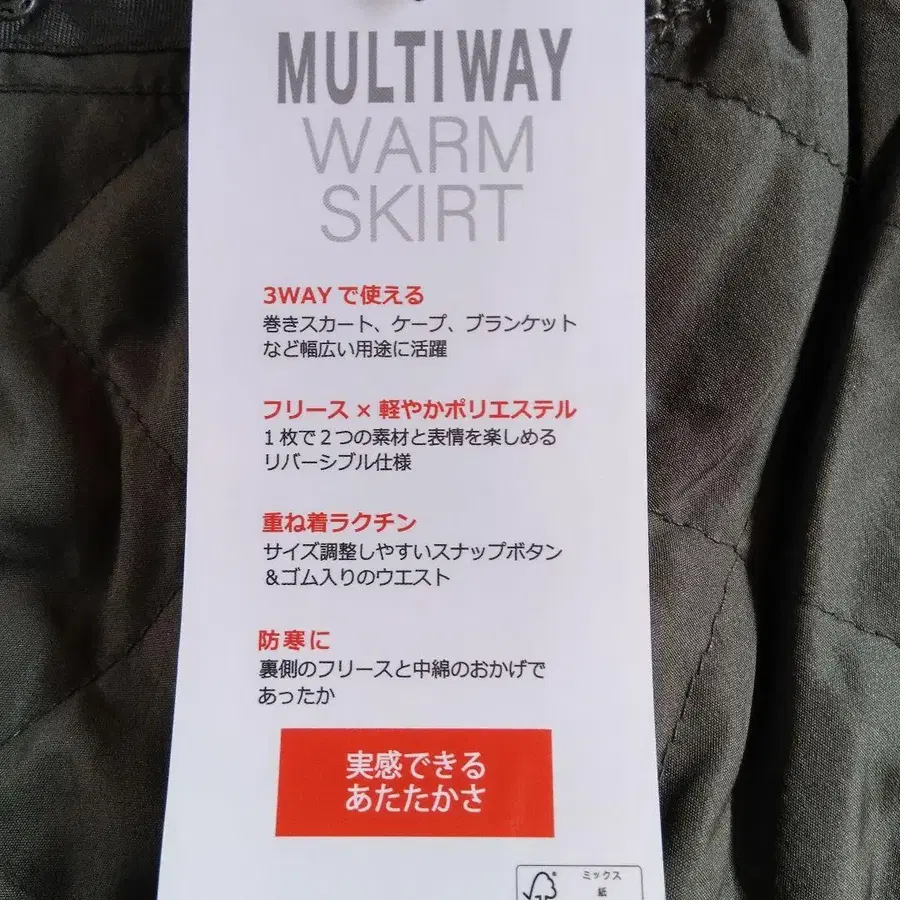 MULTIWAY
WARM
SKIRT
3WAYで使える
巻きスカート、ケープ、ブランケット
など幅広い用途に活躍
フリース×軽やかポリエステル
1枚で2つの素材と表情を楽しめる
リバーシブル仕様
重ね着ラクチン
サイズ調整しやすいスナップボタン
&ゴム入りのウエスト
防寒に
裏側のフリースと中綿のおかげで
あったか
実感できる
あたたかさ
ミックス
紙